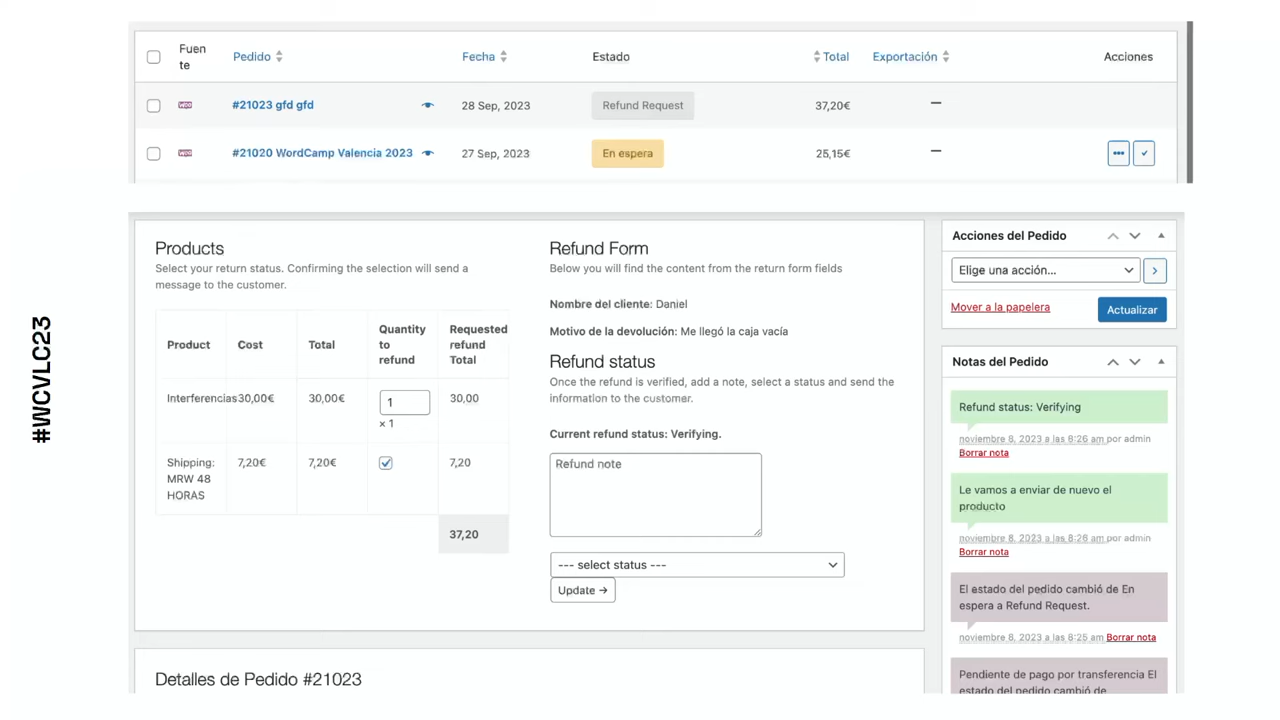 Fuen
te
Pedido
Fecha
Estado
Total
Exportación
Acciones
WOO
#21023 gfd gfd
28 Sep, 2023
Refund Request
37,20€
—
WOO
#21020 WordCamp Valencia 2023
27 Sep, 2023
En espera
25,15€
—
#WCVLC23
Products
Select your return status. Confirming the selection will send a
message to the customer.
Product
Cost
Total
Quantity
to
refund
Requested
refund
Total
Interferencias
30,00€
30,00€
1
× 1
30,00
Shipping:
MRW 48
HORAS
7,20€
7,20€
7,20
37,20
Refund Form
Below you will find the content from the return form fields
Nombre del cliente: Daniel
Motivo de la devolución: Me llegó la caja vacía
Refund status
Once the refund is verified, add a note, select a status and send the
information to the customer.
Current refund status: Verifying.
Refund note
--- select status ---
Update →
Detalles de Pedido #21023
Acciones del Pedido
Elige una acción...
Mover a la papelera
Actualizar
Notas del Pedido
Refund status: Verifying
noviembre 8, 2023 a las 8:26 am por admin
Borrar nota
Le vamos a enviar de nuevo el
producto
noviembre 8, 2023 a las 8:26 am por admin
Borrar nota
El estado del pedido cambió de En
espera a Refund Request.
noviembre 8, 2023 a las 8:25 am Borrar nota
Pendiente de pago por transferencia El
estado del pedido cambió de